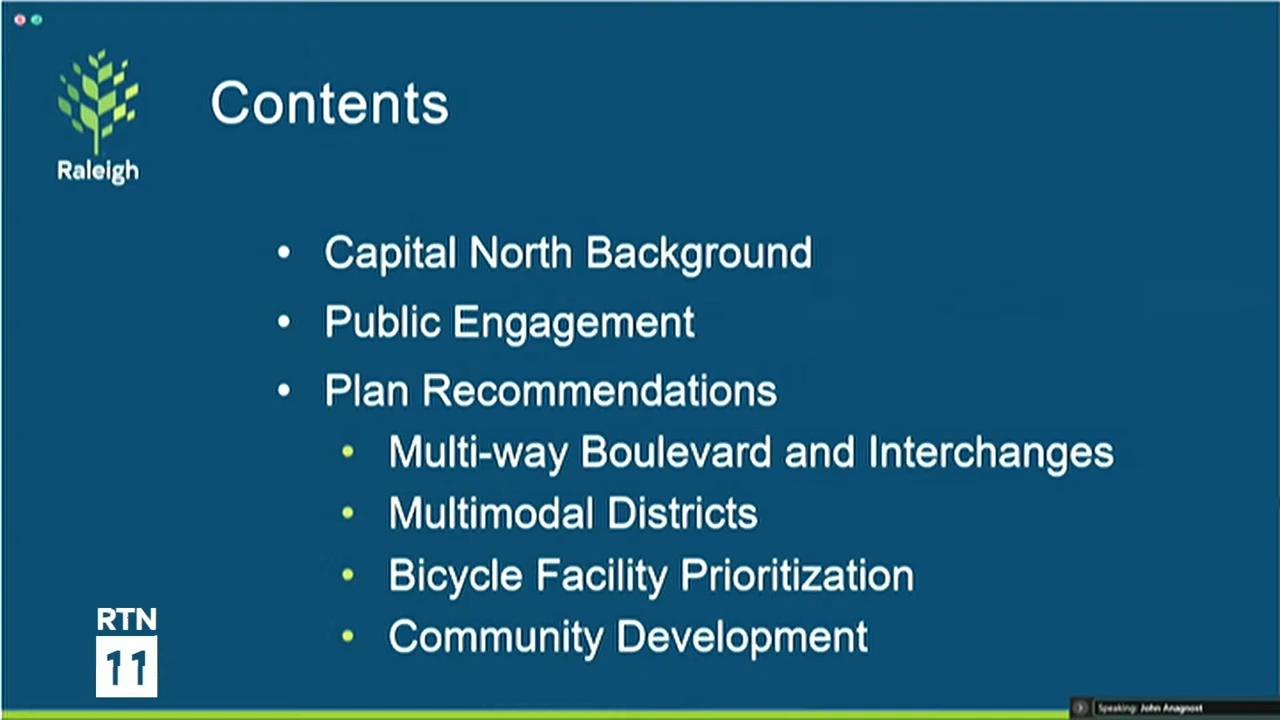 Contents
Raleigh
• Capital North Background
• Public Engagement
• Plan Recommendations
• Multi-way Boulevard and Interchanges
• Multimodal Districts
• Bicycle Facility Prioritization
• Community Development
RTN
11
Speaking: John Anagnost